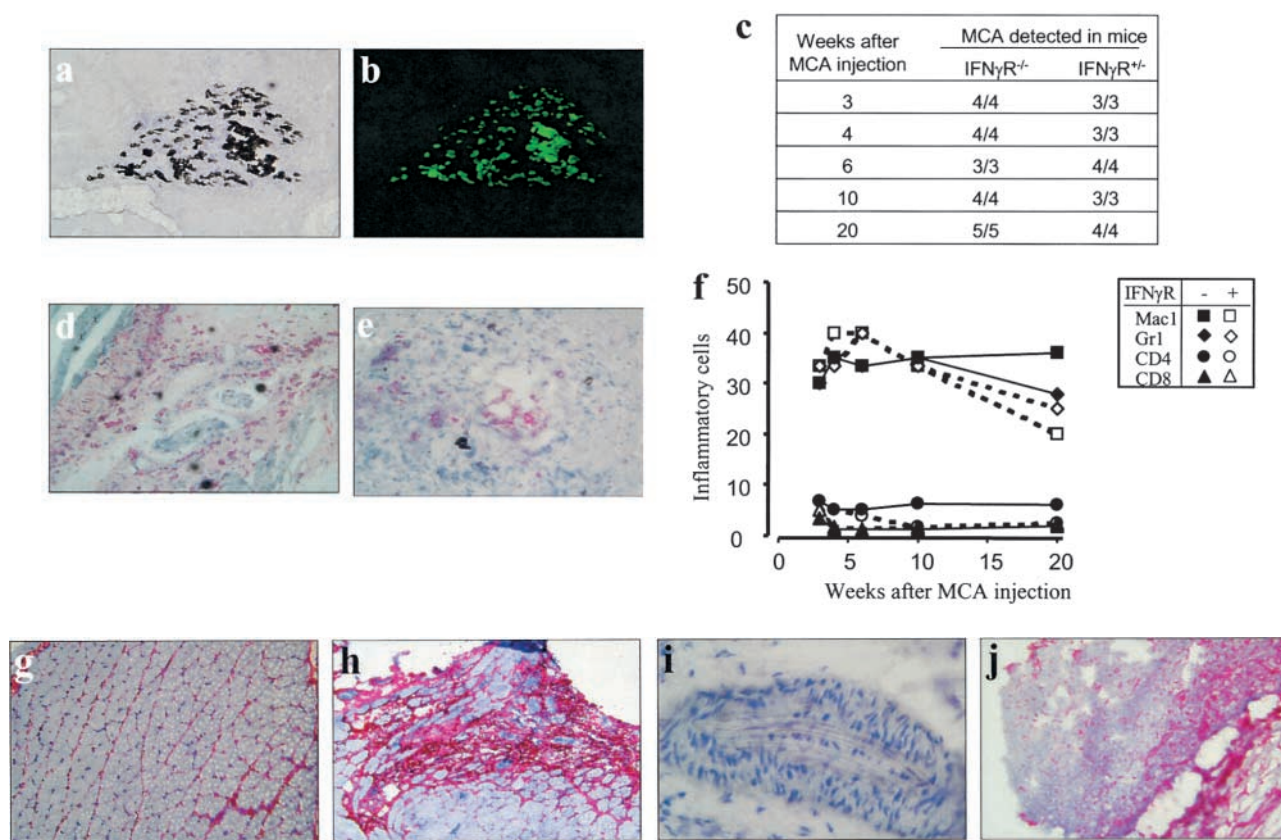 a
b
c
Weeks after MCA injection
MCA detected in mice
IFNγR-/-
IFNγR+/-
3 4/4 3/3
4 4/4 3/3
6 3/3 4/4
10 4/4 3/3
20 5/5 4/4
d
e
f
50
40
30
20
10
0
Inflammatory cells
0 5 10 15 20
Weeks after MCA injection
IFNγR - +
Mac1
Gr1
CD4
CD8
g
h
i
j